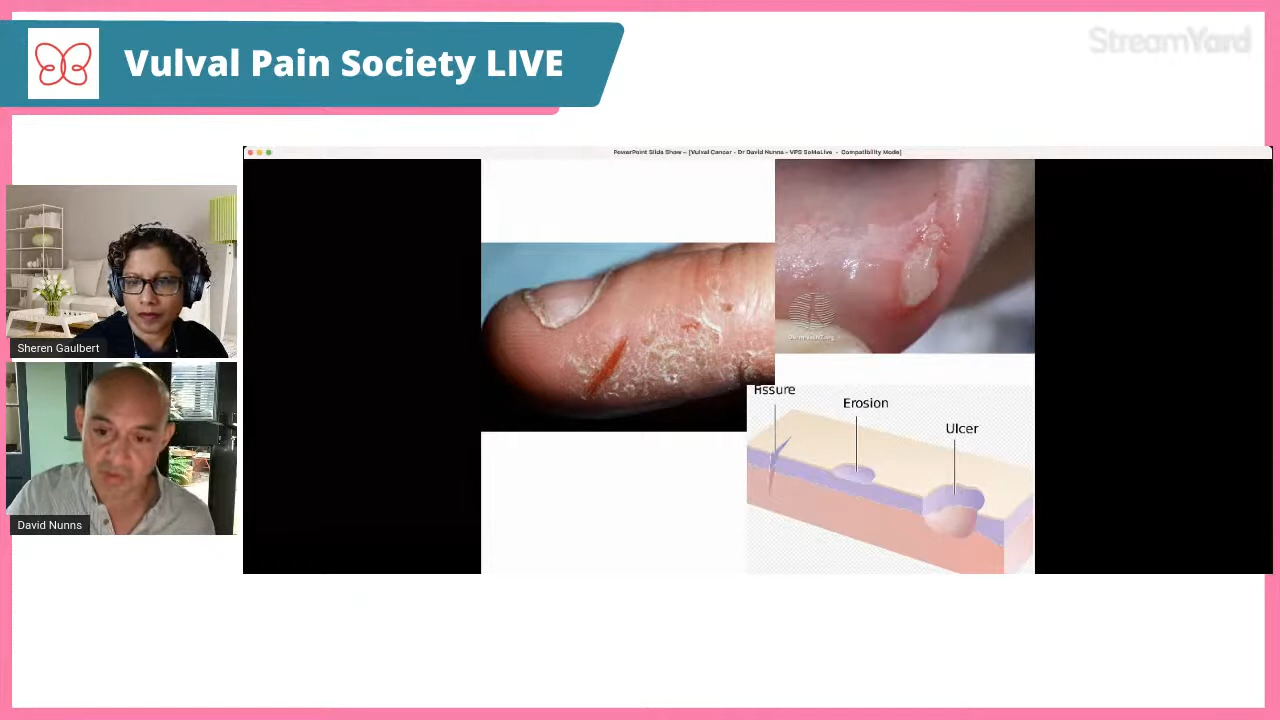 Vulval Pain Society LIVE
StreamYard
PowerPoint Slide Show - [Vulval Cancer - Dr David Nunns - VPS SoMeLive - Compatibility Mode]
Sheren Gaulbert
David Nunns
fissure
Erosion
Ulcer